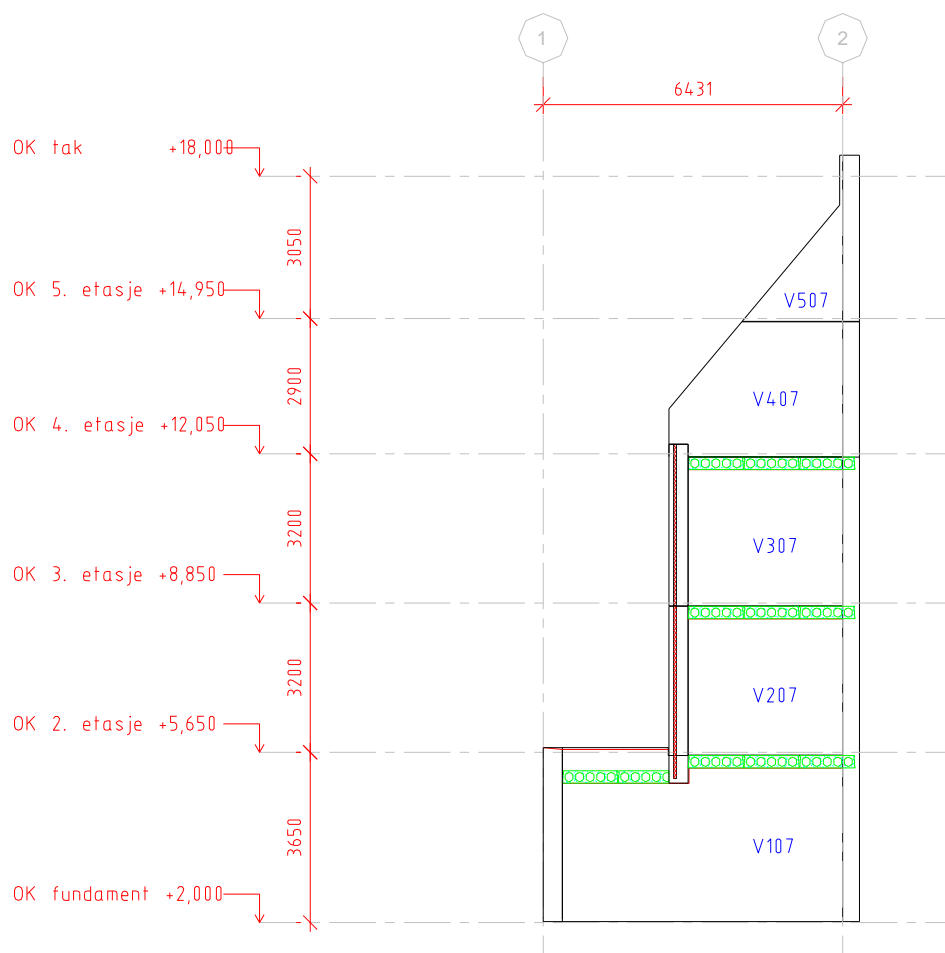 1 2
6431
OK tak +18,000
3050
OK 5. etasje +14,950
V507
2900
V407
OK 4. etasje +12,050
3200
V307
OK 3. etasje +8,850
3200
V207
OK 2. etasje +5,650
3650
V107
OK fundament +2,000